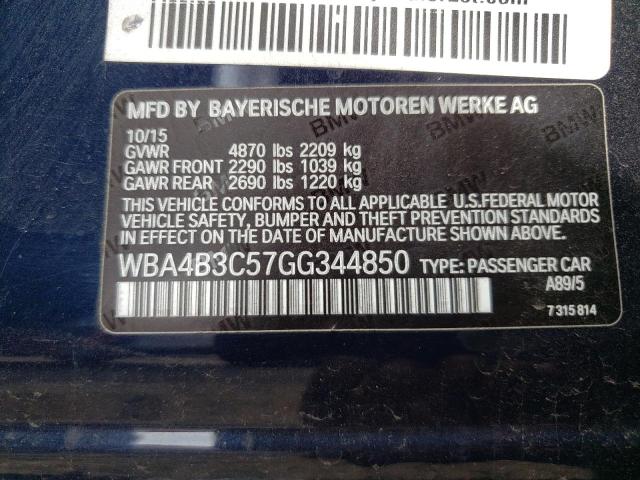 MFD BY BAYERISCHE MOTOREN WERKE AG
10/15
GVWR 4870 lbs 2209 kg
GAWR FRONT 2290 lbs 1039 kg
GAWR REAR 2690 lbs 1220 kg
THIS VEHICLE CONFORMS TO ALL APPLICABLE U.S.FEDERAL MOTOR
VEHICLE SAFETY, BUMPER AND THEFT PREVENTION STANDARDS
IN EFFECT ON THE DATE OF MANUFACTURE SHOWN ABOVE.
WBA4B3C57GG344850 TYPE: PASSENGER CAR
A89/5
7 315 814